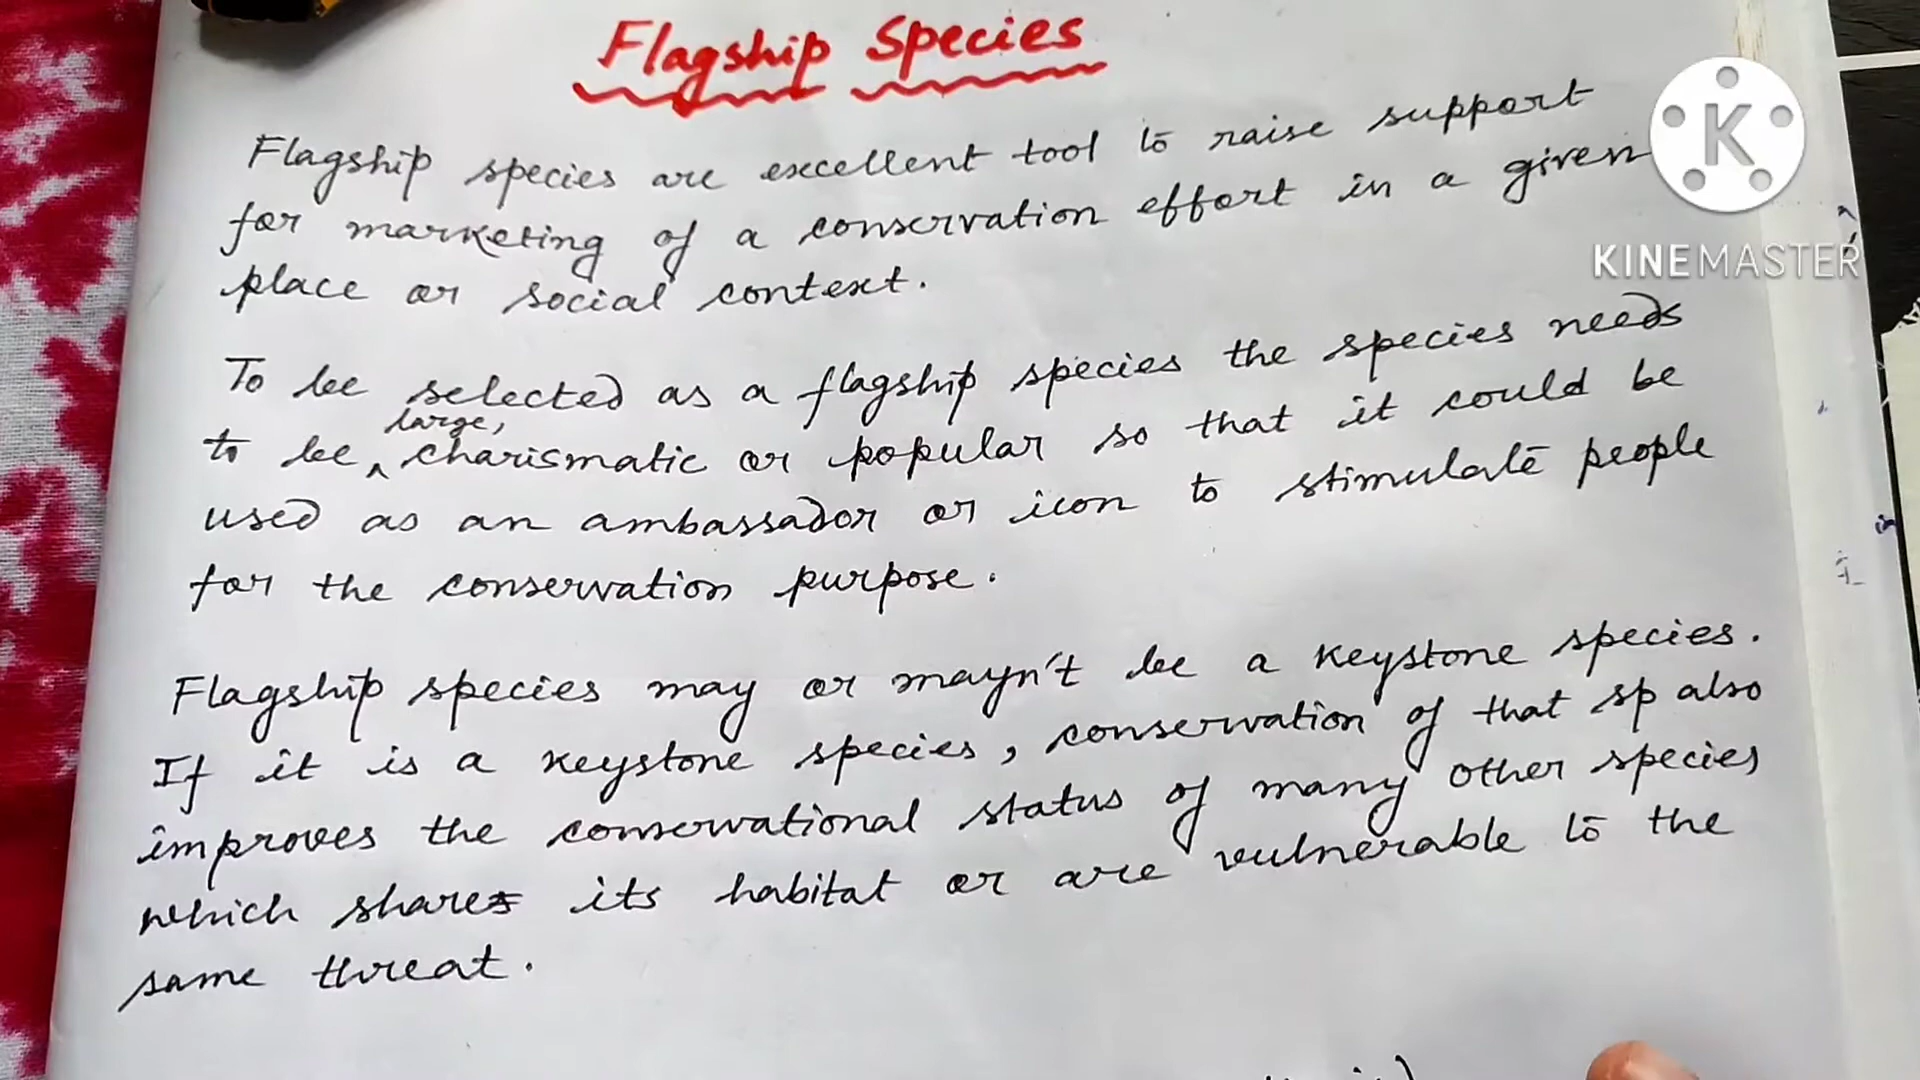 Flagship Species
Flagship species are excellent tool to raise support
for marketing of a conservation effort in a given
place or social context.
To be selected as a flagship species the species needs
to be ^ large, charismatic or popular so that it could be
used as an ambassador or icon to stimulate people
for the conservation purpose.
Flagship species may or mayn't be a keystone species.
If it is a keystone species, conservation of that sp also
improves the conservational status of many other species
which shares its habitat or are vulnerable to the
same threat.
K
KINEMASTER